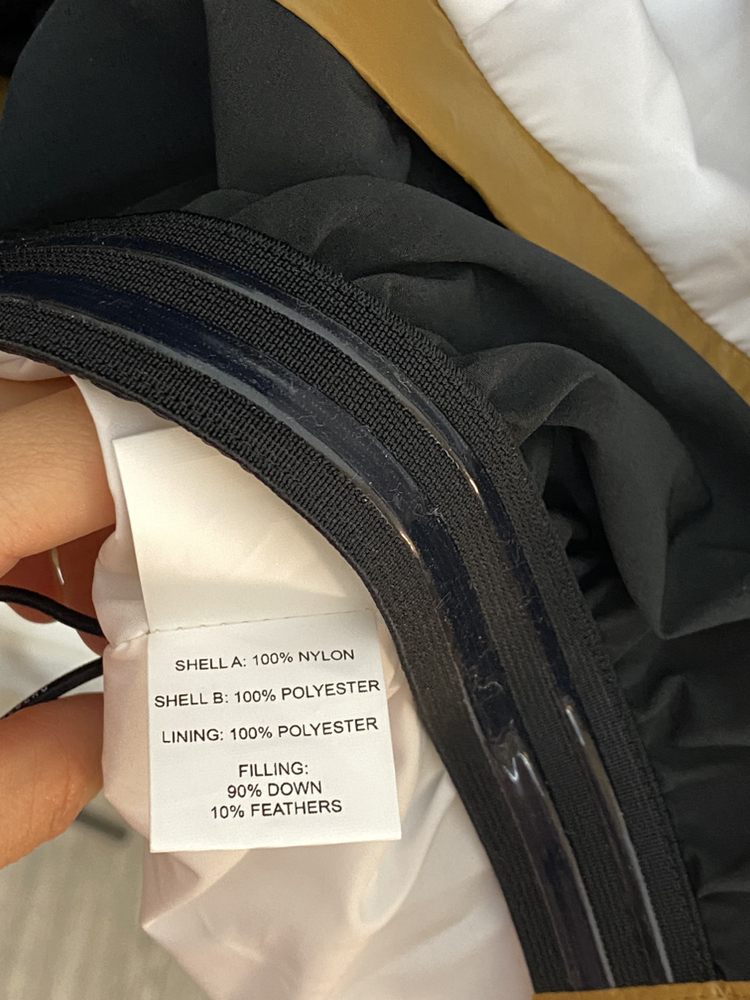 SHELL A: 100% NYLON
SHELL B: 100% POLYESTER
LINING: 100% POLYESTER
FILLING:
90% DOWN
10% FEATHERS